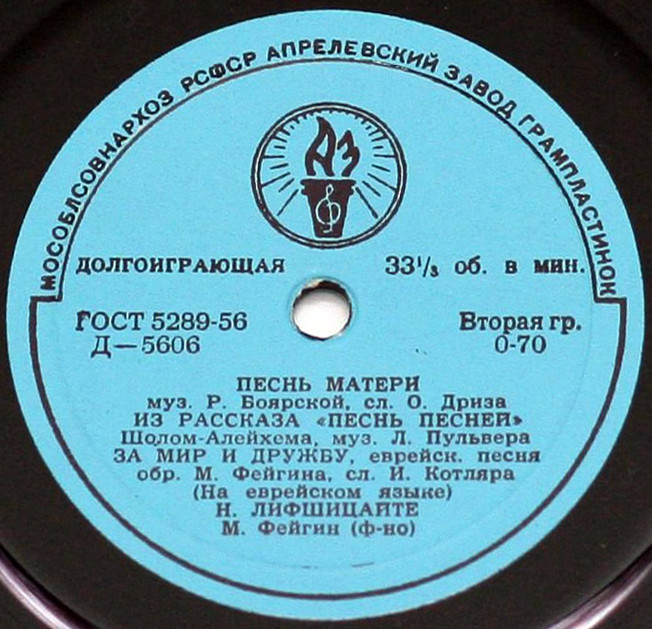 МОСОБЛСОВНАРХОЗ РСФСР АПРЕЛЕВСКИЙ ЗАВОД ГРАМПЛАСТИНОК
АЗ
ДОЛГОИГРАЮЩАЯ 33⅓ об. в мин.
ГОСТ 5289-56 Вторая гр.
Д—5606 0-70
ПЕСНЬ МАТЕРИ
муз. Р. Боярской, сл. О. Дриза
ИЗ РАССКАЗА «ПЕСНЬ ПЕСНЕЙ»
Шолом-Алейхема, муз. Л. Пульвера
ЗА МИР И ДРУЖБУ, еврейск. песня
обр. М. Фейгина, сл. И. Котляра
(На еврейском языке)
Н. ЛИФШИЦАЙТЕ
М. Фейгин (ф-но)